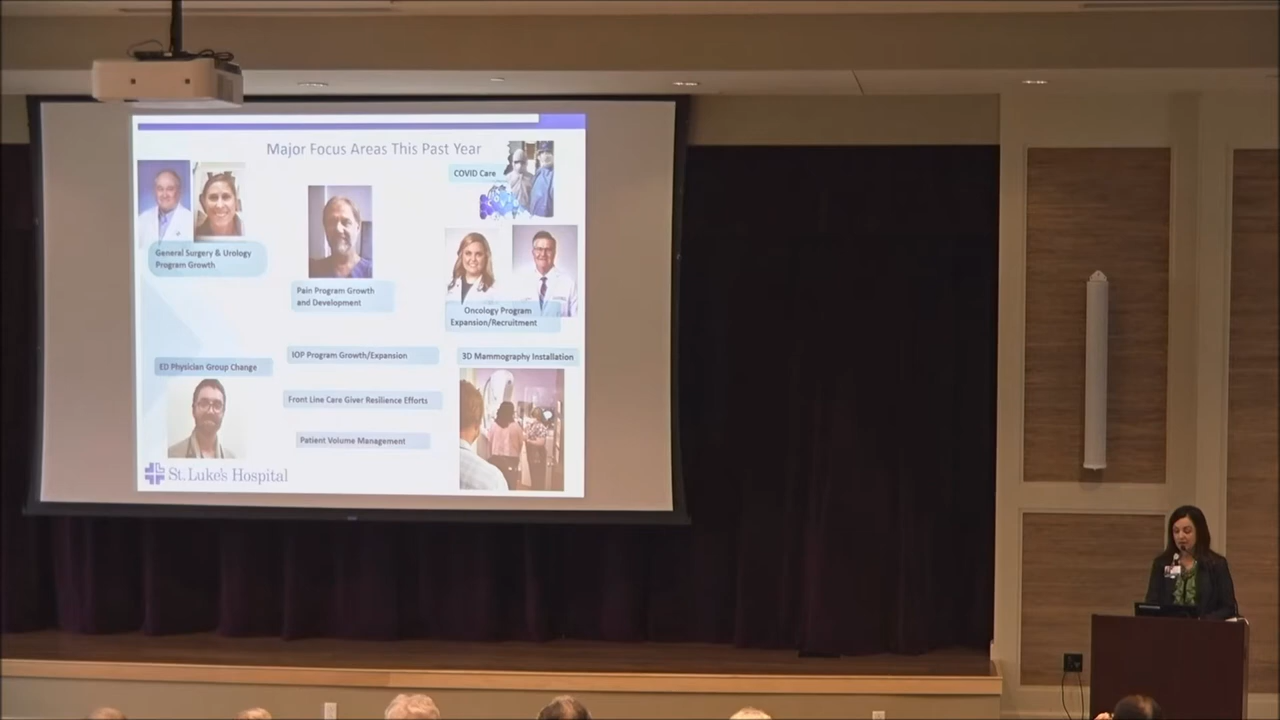 Major Focus Areas This Past Year
COVID Care
General Surgery & Urology
Program Growth
Pain Program Growth
and Development
Oncology Program
Expansion/Recruitment
ED Physician Group Change
IOP Program Growth/Expansion
3D Mammography Installation
Front Line Care Giver Resilience Efforts
Patient Volume Management
St. Luke's Hospital